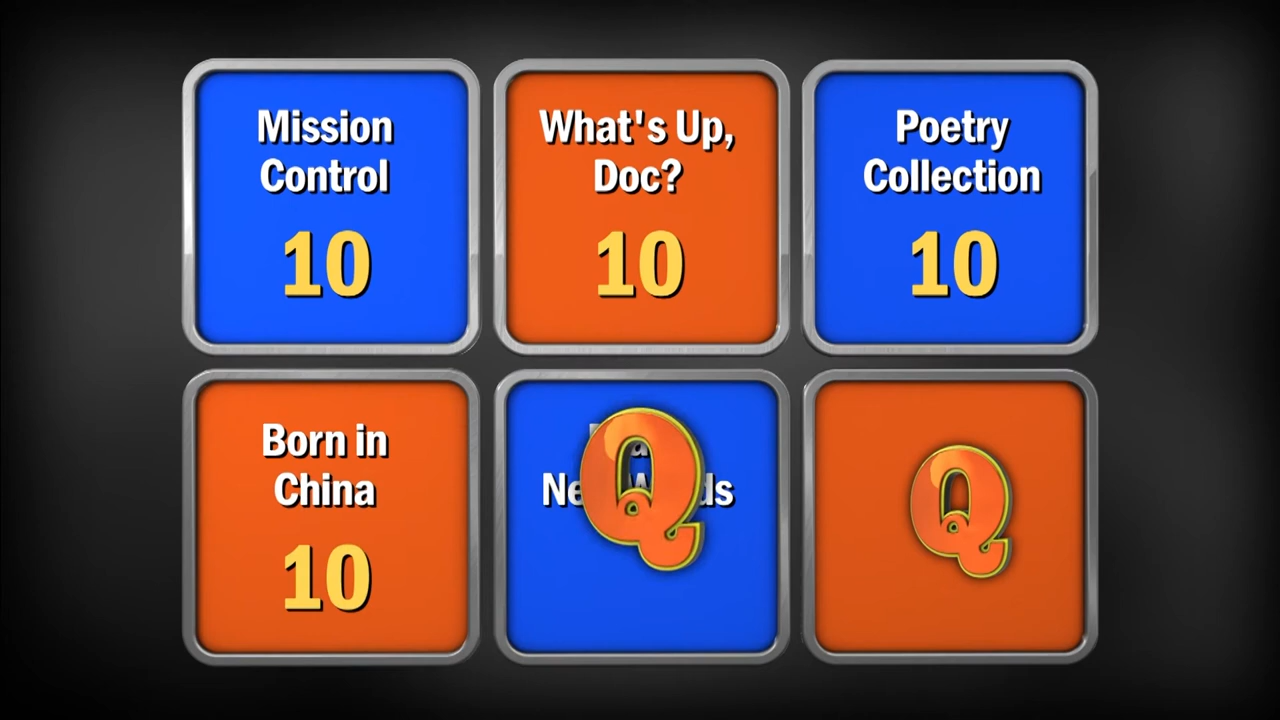 Mission
Control
10
What's Up,
Doc?
10
Poetry
Collection
10
Born in
China
10
Q
Q